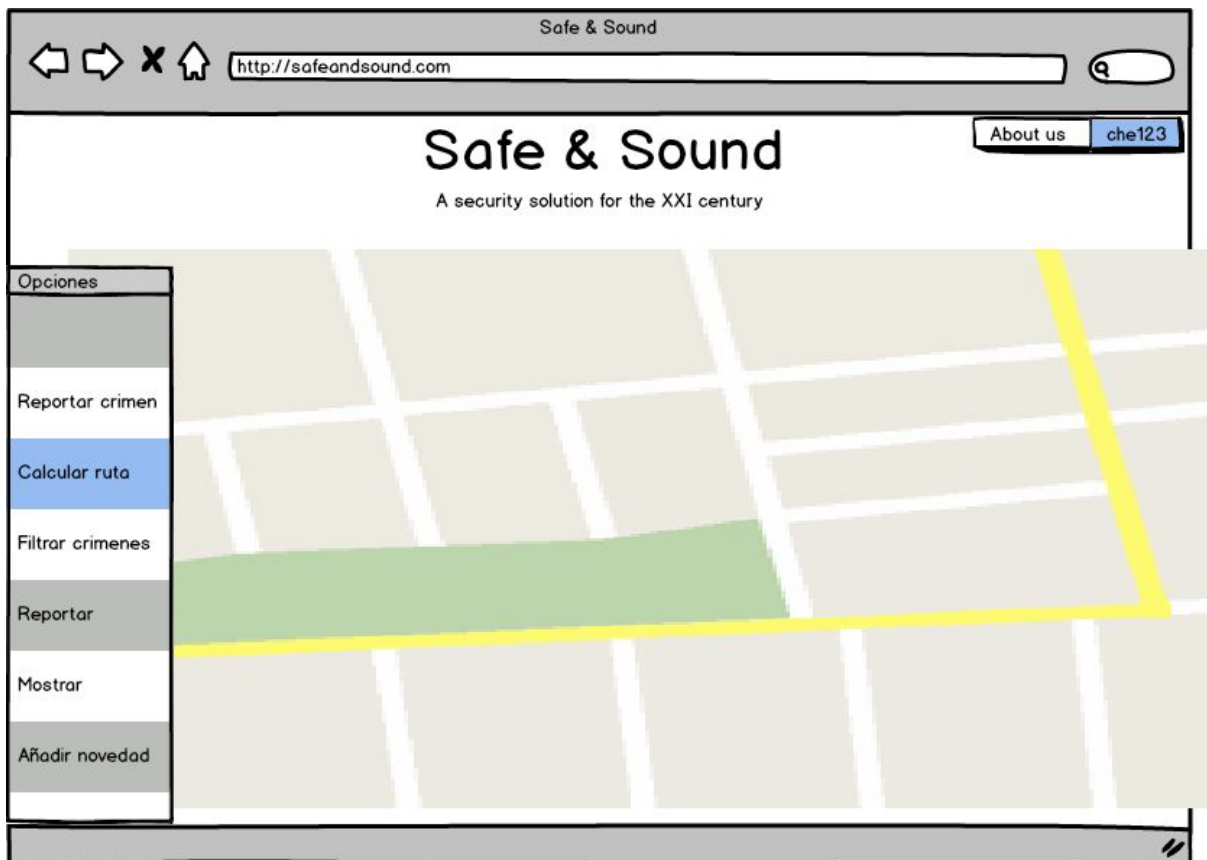 Safe & Sound
http://safeandsound.com
About us
che123
Safe & Sound
A security solution for the XXI century
Opciones
Reportar crimen
Calcular ruta
Filtrar crimenes
Reportar
Mostrar
Añadir novedad